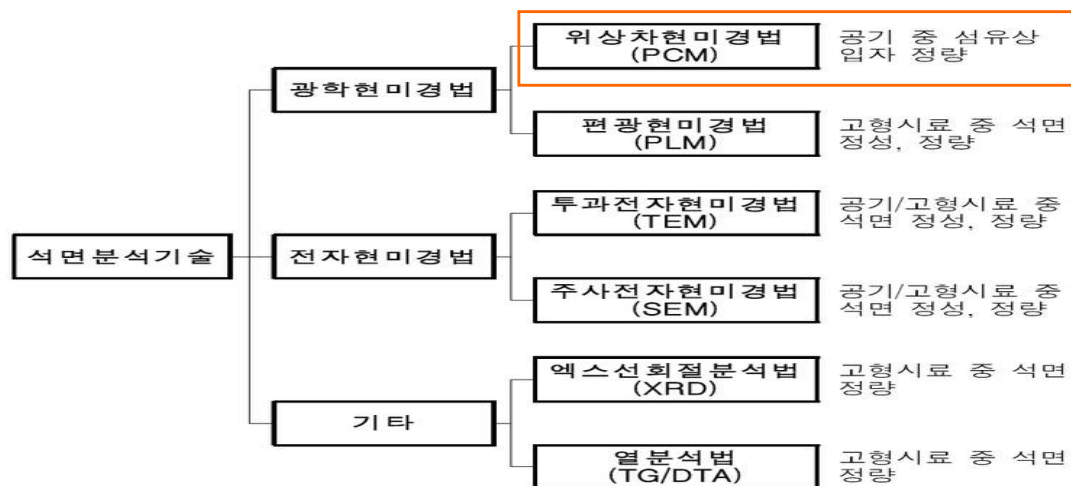 위상차현미경법
(PCM)
공기 중 섬유상
입자 정량
광학현미경법
편광현미경법
(PLM)
고형시료 중 석면
정성, 정량
투과전자현미경법
(TEM)
공기/고형시료 중
석면 정성, 정량
석면분석기술
전자현미경법
주사전자현미경법
(SEM)
공기/고형시료 중
석면 정성, 정량
엑스선회절분석법
(XRD)
고형시료 중 석면
정량
기타
열분석법
(TG/DTA)
고형시료 중 석면
정량